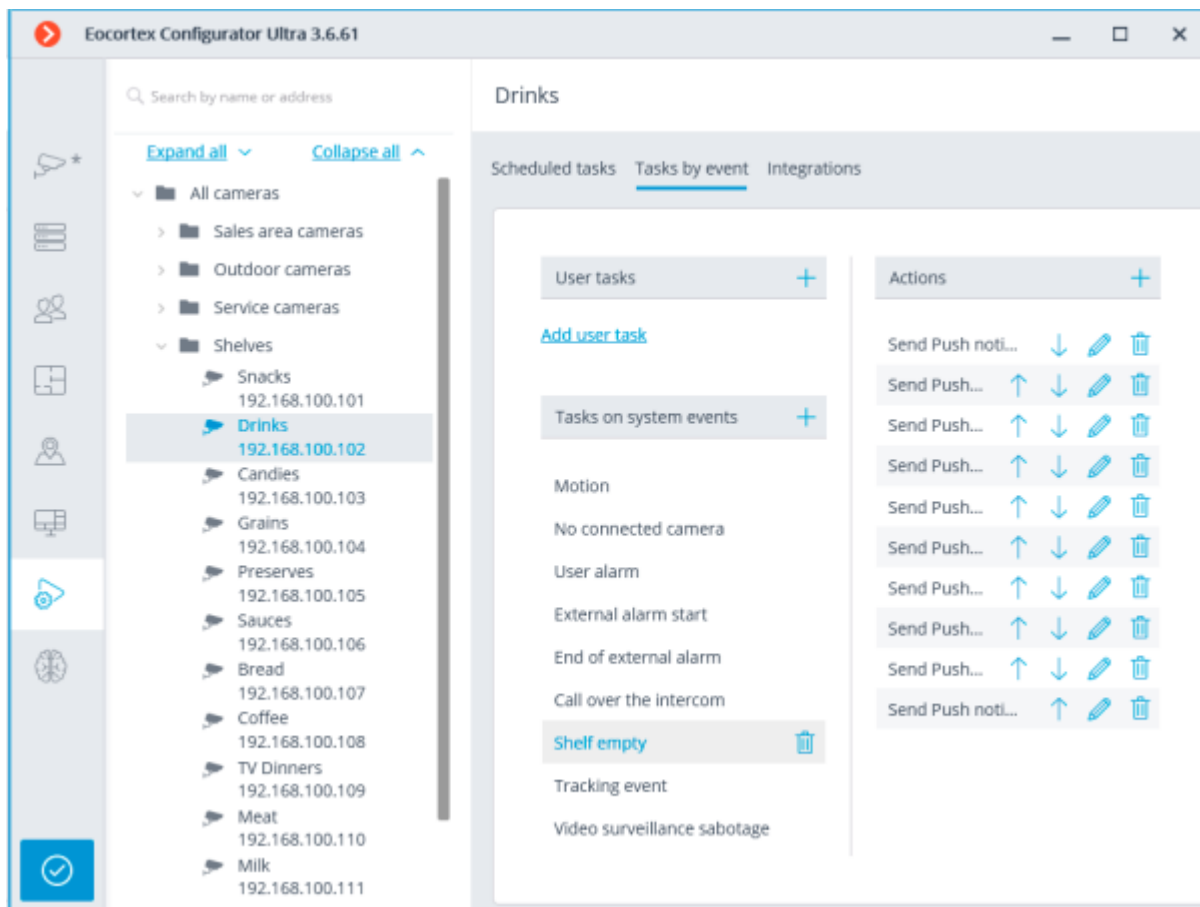 Eocortex Configurator Ultra 3.6.61
Search by name or address
Expand all
Collapse all
All cameras
Sales area cameras
Outdoor cameras
Service cameras
Shelves
Snacks
192.168.100.101
Drinks
192.168.100.102
Candies
192.168.100.103
Grains
192.168.100.104
Preserves
192.168.100.105
Sauces
192.168.100.106
Bread
192.168.100.107
Coffee
192.168.100.108
TV Dinners
192.168.100.109
Meat
192.168.100.110
Milk
192.168.100.111
Drinks
Scheduled tasks Tasks by event Integrations
User tasks
Add user task
Tasks on system events
Motion
No connected camera
User alarm
External alarm start
End of external alarm
Call over the intercom
Shelf empty
Tracking event
Video surveillance sabotage
Actions
Send Push noti...
Send Push...
Send Push...
Send Push...
Send Push...
Send Push...
Send Push...
Send Push...
Send Push...
Send Push noti...